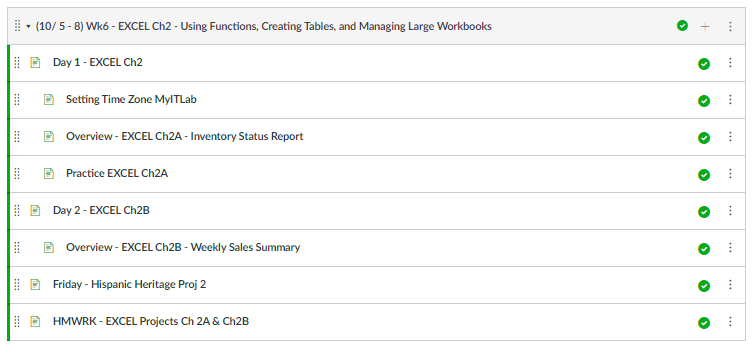 (10/ 5 - 8) Wk6 - EXCEL Ch2 - Using Functions, Creating Tables, and Managing Large Workbooks
Day 1 - EXCEL Ch2
Setting Time Zone MyITLab
Overview - EXCEL Ch2A - Inventory Status Report
Practice EXCEL Ch2A
Day 2 - EXCEL Ch2B
Overview - EXCEL Ch2B - Weekly Sales Summary
Friday - Hispanic Heritage Proj 2
HMWRK - EXCEL Projects Ch 2A & Ch2B